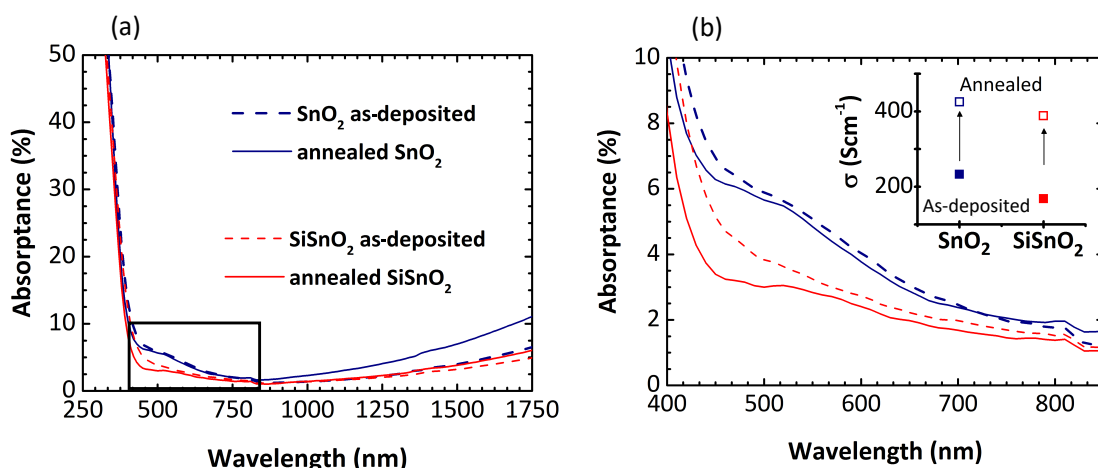 (a)
50
40
30
20
10
0
Absorptance (%)
SnO₂ as-deposited
annealed SnO₂
SiSnO₂ as-deposited
annealed SiSnO₂
250 500 750 1000 1250 1500 1750
Wavelength (nm)
(b)
10
8
6
4
2
0
Absorptance (%)
400 500 600 700 800
Wavelength (nm)
σ (Scm⁻¹)
400
200
Annealed
As-deposited
SnO₂ SiSnO₂